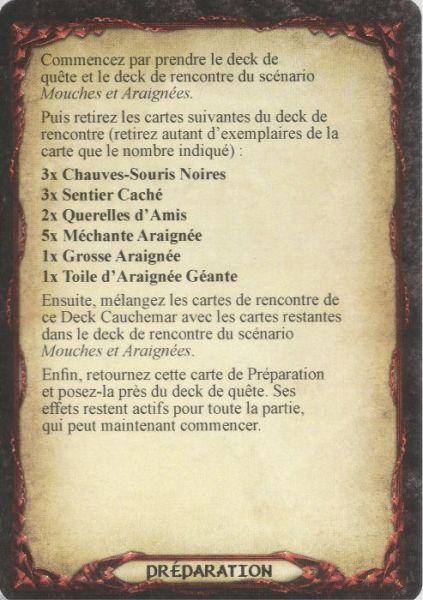 Commencez par prendre le deck de
quête et le deck de rencontre du scénario
Mouches et Araignées.
Puis retirez les cartes suivantes du deck de
rencontre (retirez autant d'exemplaires de la
carte que le nombre indiqué) :
3x Chauves-Souris Noires
3x Sentier Caché
2x Querelles d'Amis
5x Méchante Araignée
1x Grosse Araignée
1x Toile d'Araignée Géante
Ensuite, mélangez les cartes de rencontre de
ce Deck Cauchemar avec les cartes restantes
dans le deck de rencontre du scénario
Mouches et Araignées.
Enfin, retournez cette carte de Préparation
et posez-la près du deck de quête. Ses
effets restent actifs pour toute la partie,
qui peut maintenant commencer.
PRÉPARATION